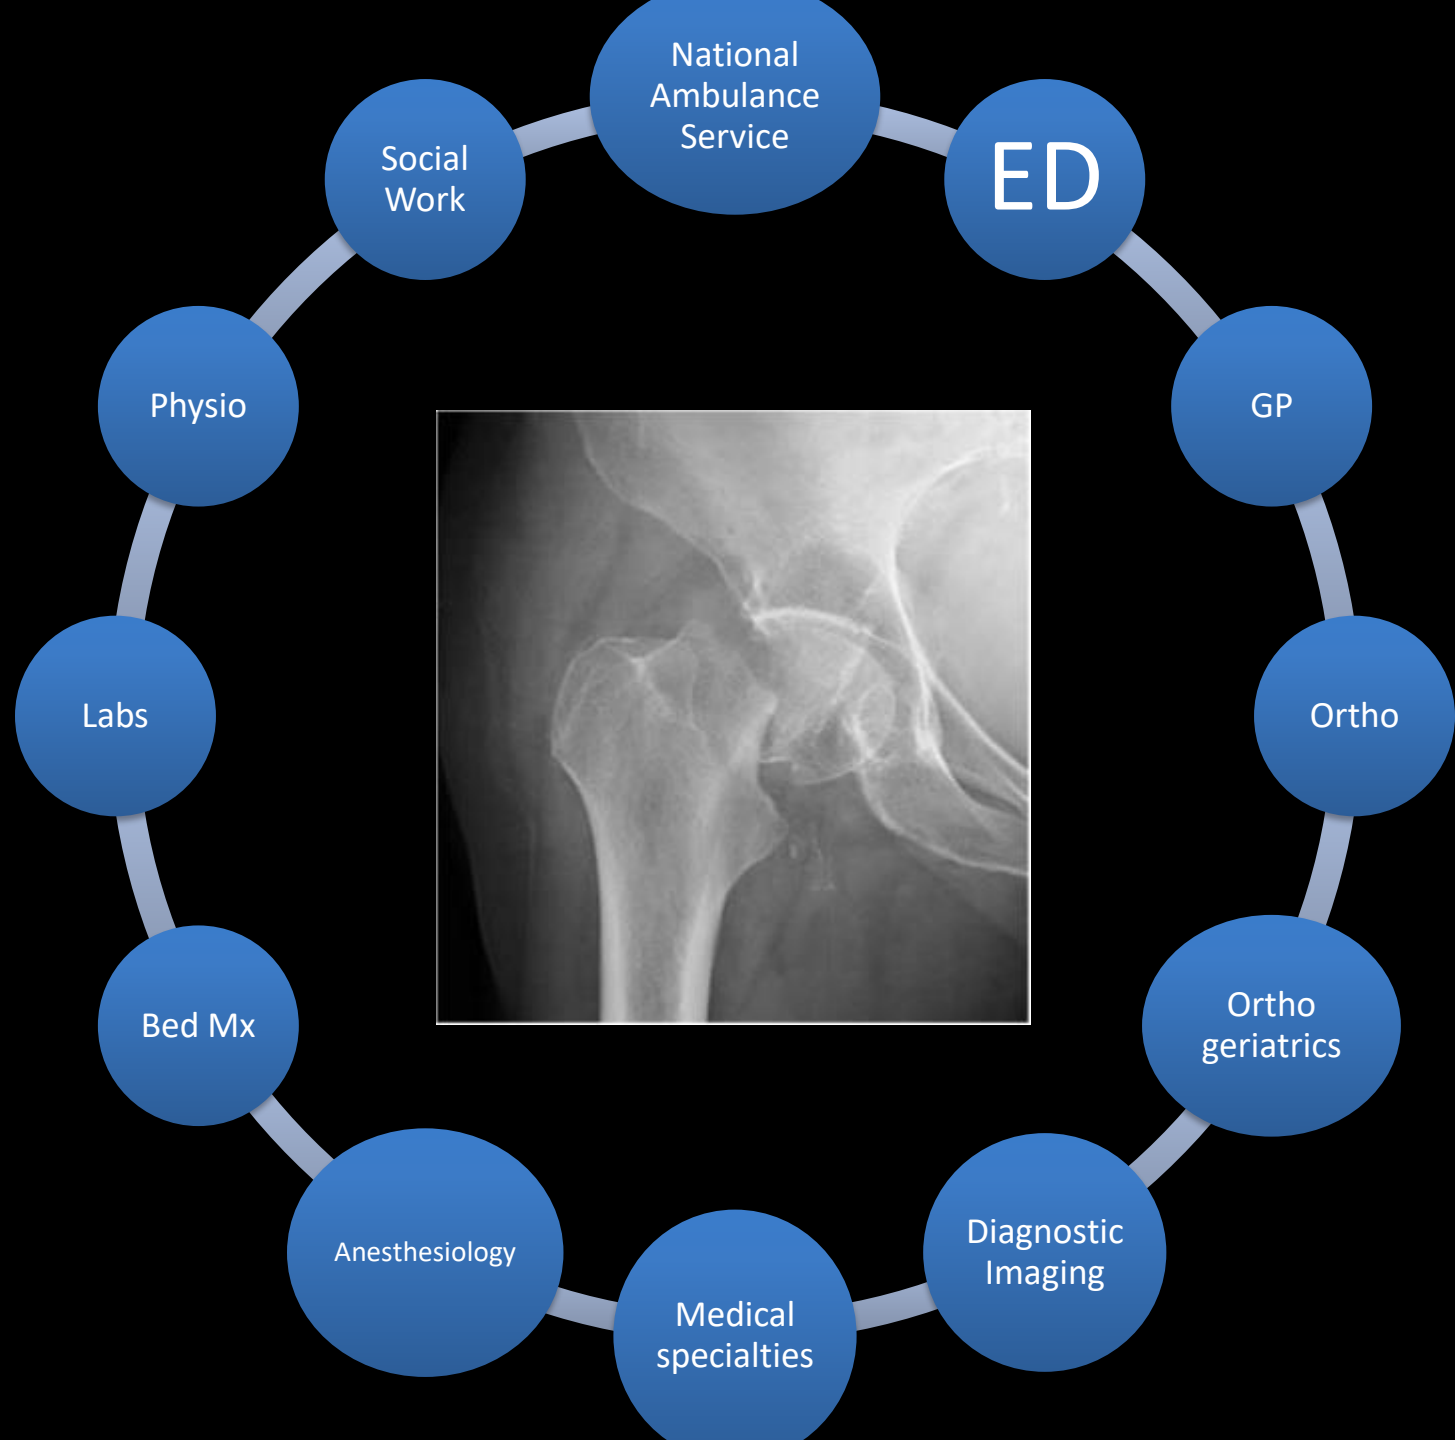 National
Ambulance
Service
ED
GP
Ortho
Ortho
geriatrics
Diagnostic
Imaging
Medical
specialties
Anesthesiology
Bed Mx
Labs
Physio
Social
Work